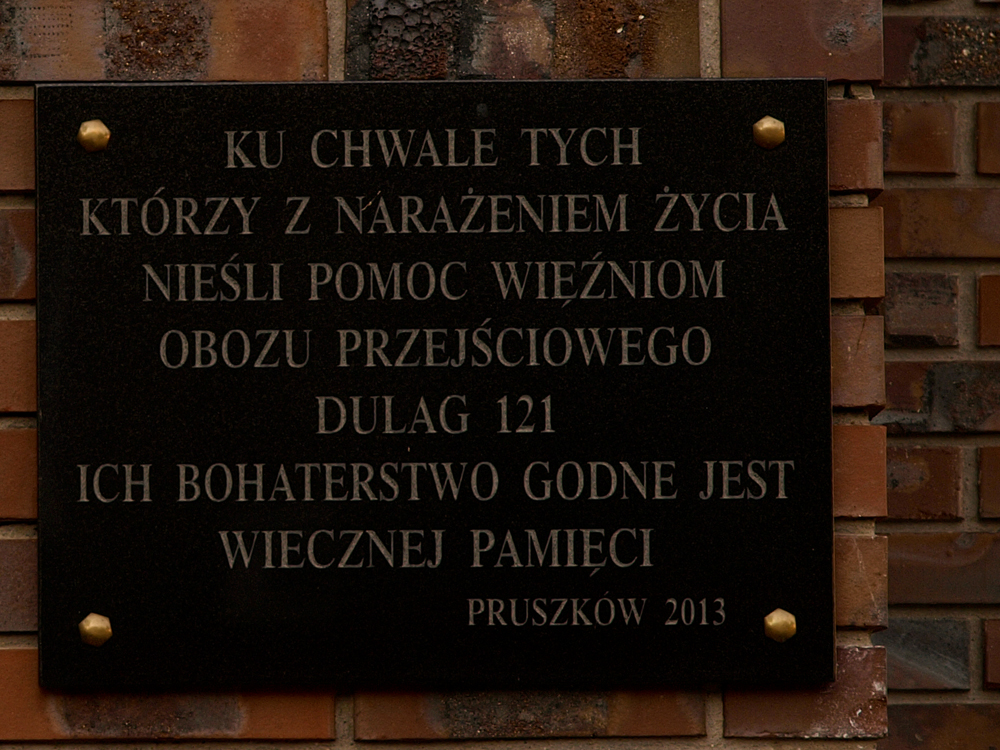 KU CHWALE TYCH
KTÓRZY Z NARAŻENIEM ŻYCIA
NIEŚLI POMOC WIĘŹNIOM
OBOZU PRZEJŚCIOWEGO
DULAG 121
ICH BOHATERSTWO GODNE JEST
WIECZNEJ PAMIĘCI
PRUSZKÓW 2013